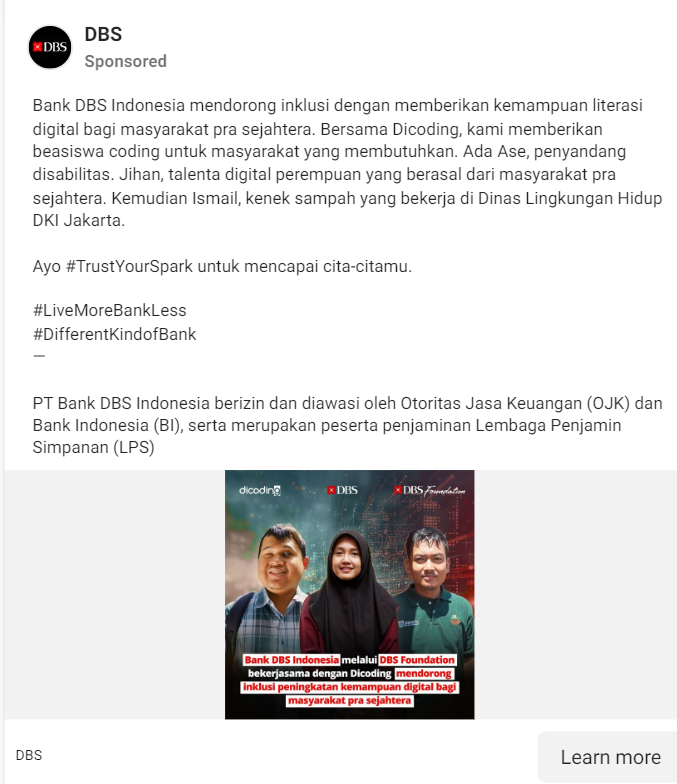 DBS
DBS
Sponsored
Bank DBS Indonesia mendorong inklusi dengan memberikan kemampuan literasi
digital bagi masyarakat pra sejahtera. Bersama Dicoding, kami memberikan
beasiswa coding untuk masyarakat yang membutuhkan. Ada Ase, penyandang
disabilitas. Jihan, talenta digital perempuan yang berasal dari masyarakat pra
sejahtera. Kemudian Ismail, kenek sampah yang bekerja di Dinas Lingkungan Hidup
DKI Jakarta.
Ayo #TrustYourSpark untuk mencapai cita-citamu.
#LiveMoreBankLess
#DifferentKindofBank
—
PT Bank DBS Indonesia berizin dan diawasi oleh Otoritas Jasa Keuangan (OJK) dan
Bank Indonesia (BI), serta merupakan peserta penjaminan Lembaga Penjamin
Simpanan (LPS)
dicoding DBS DBS Foundation
Bank DBS Indonesia melalui DBS Foundation
bekerjasama dengan Dicoding mendorong
inklusi peningkatan kemampuan digital bagi
masyarakat pra sejahtera
DBS
Learn more